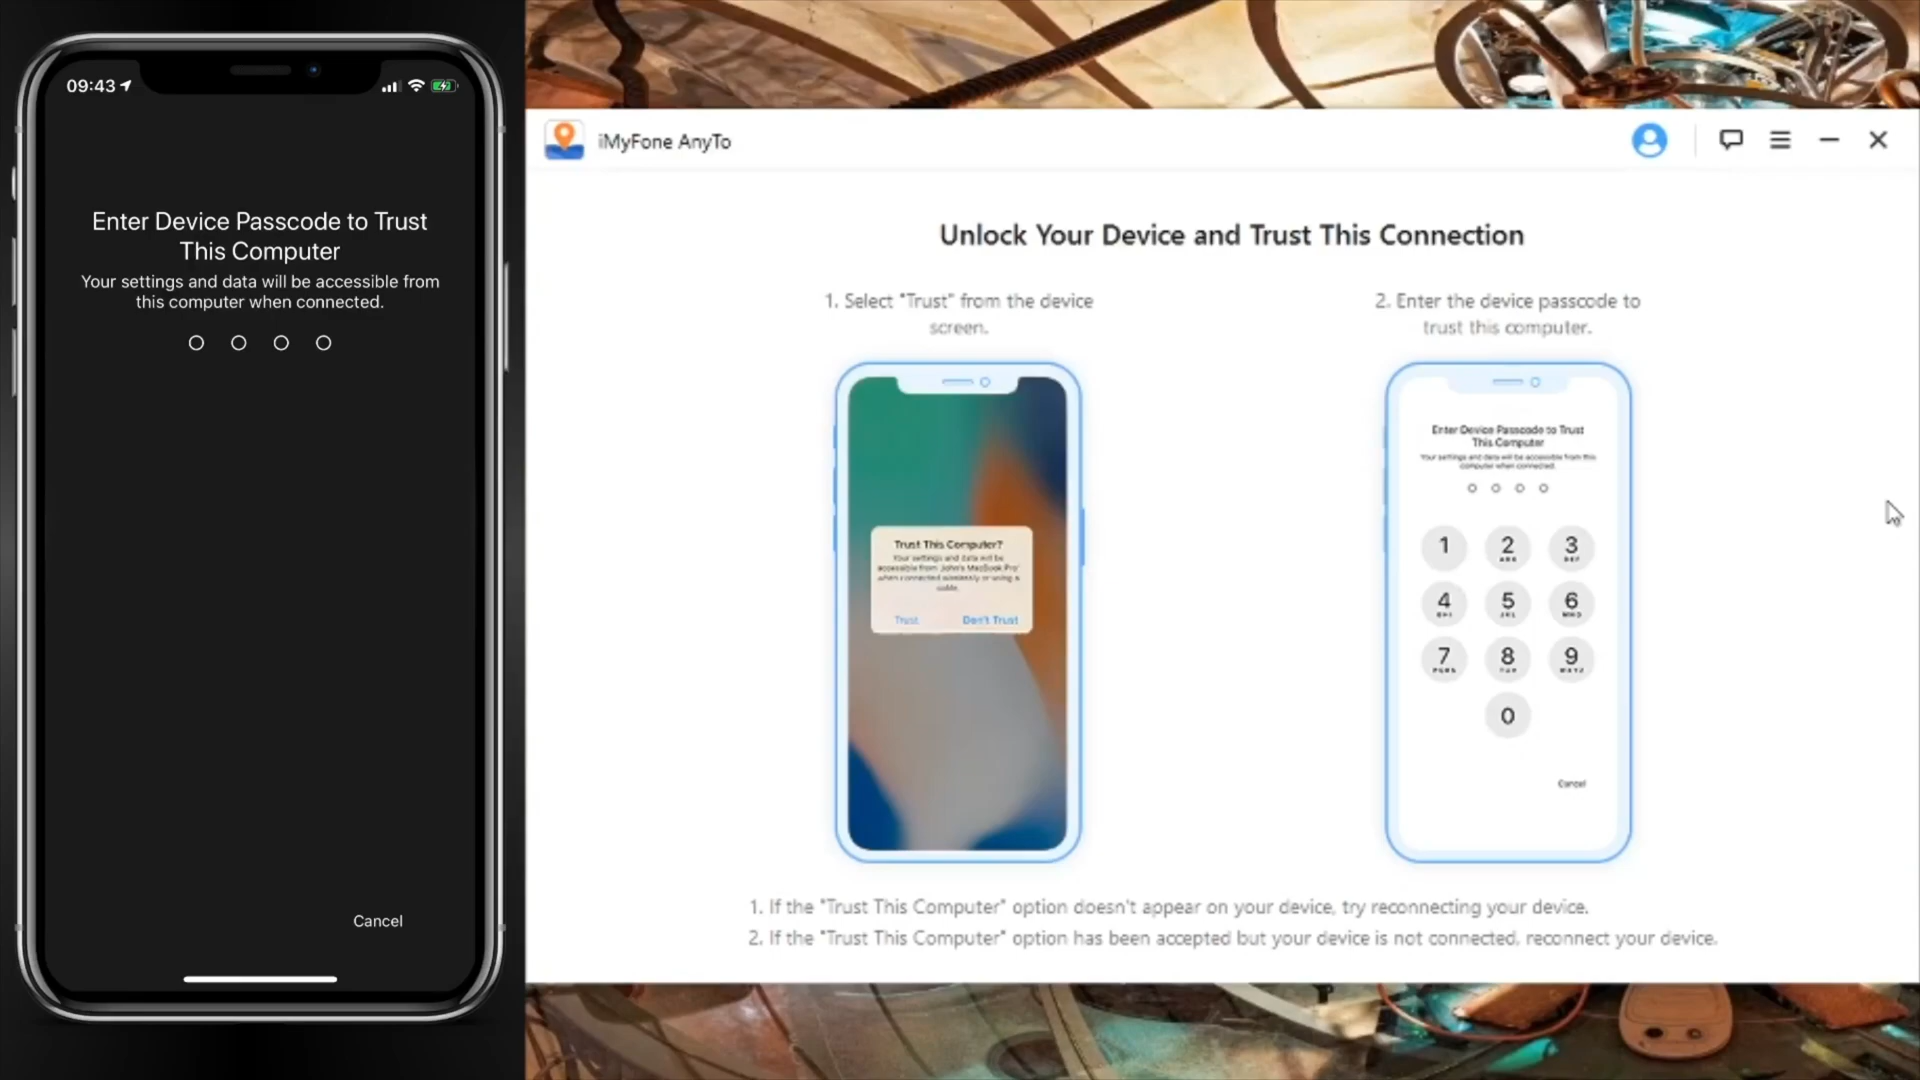 09:43
Enter Device Passcode to Trust
This Computer
Your settings and data will be accessible from
this computer when connected.
Cancel
iMyFone AnyTo
Unlock Your Device and Trust This Connection
1. Select "Trust" from the device
screen.
Trust This Computer?
Your settings and data will be
accessible from 'John's MacBook Pro'
when connected wirelessly or using a
cable.
Trust
Don't Trust
2. Enter the device passcode to
trust this computer.
Enter Device Passcode to Trust
This Computer
Your settings and data will be accessible from this
computer when connected.
1 2 3
ABC DEF
4 5 6
GHI JKL MNO
7 8 9
PQRS TUV WXYZ
0
Cancel
1. If the "Trust This Computer" option doesn't appear on your device, try reconnecting your device.
2. If the "Trust This Computer" option has been accepted but your device is not connected, reconnect your device.